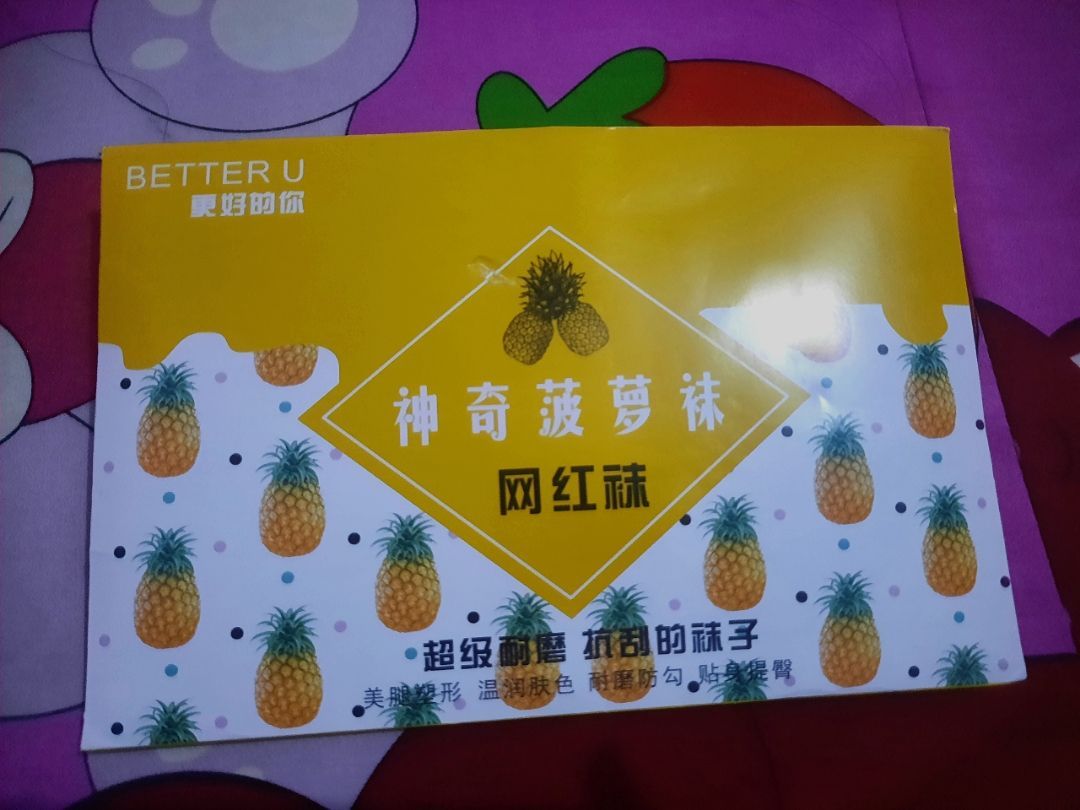 BETTER U
更好的你
神奇菠萝袜
网红袜
超级耐磨 抗刮的袜子
美腿塑形 温润肤色 耐磨防勾 贴身提臀